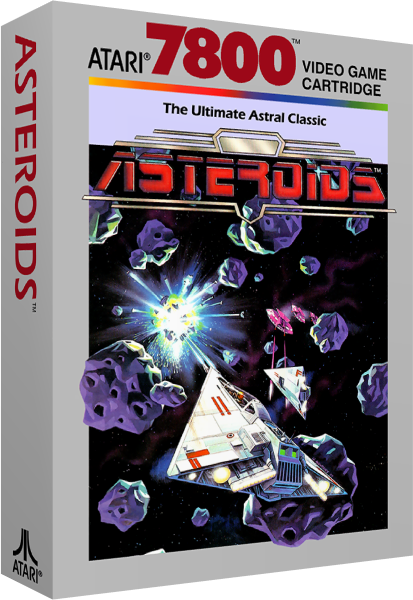 ATARI® 7800™ VIDEO GAME
CARTRIDGE
The Ultimate Astral Classic
ASTEROIDS™
ASTEROIDS™
ATARI®